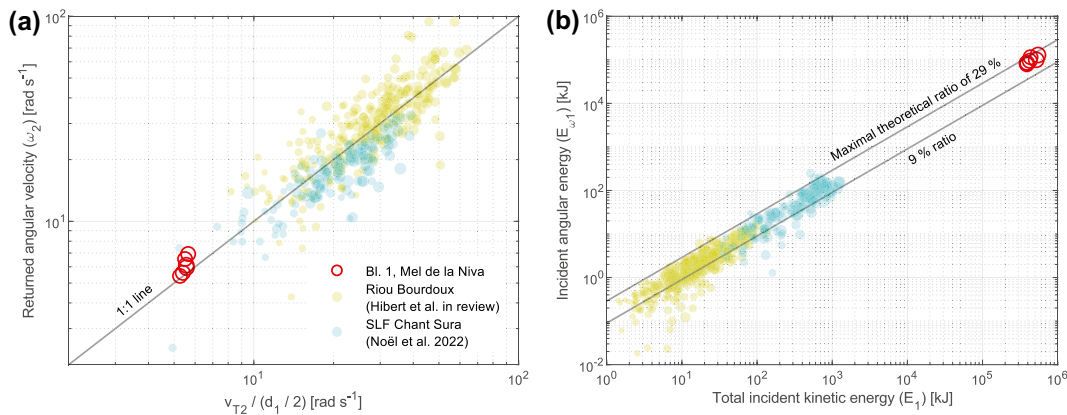 (a)
10²
10¹
Returned angular velocity (ω₂) [rad s⁻¹]
1:1 line
Bl. 1, Mel de la Niva
Riou Bourdoux
(Hibert et al. in review)
SLF Chant Sura
(Noël et al. 2022)
10¹
10²
v_T2 / (d₁ / 2) [rad s⁻¹]
(b)
10⁶
10⁴
10²
10⁰
10⁻²
Incident angular energy (E_ω1) [kJ]
Maximal theoretical ratio of 29 %
9 % ratio
10⁰
10¹
10²
10³
10⁴
10⁵
10⁶
Total incident kinetic energy (E₁) [kJ]